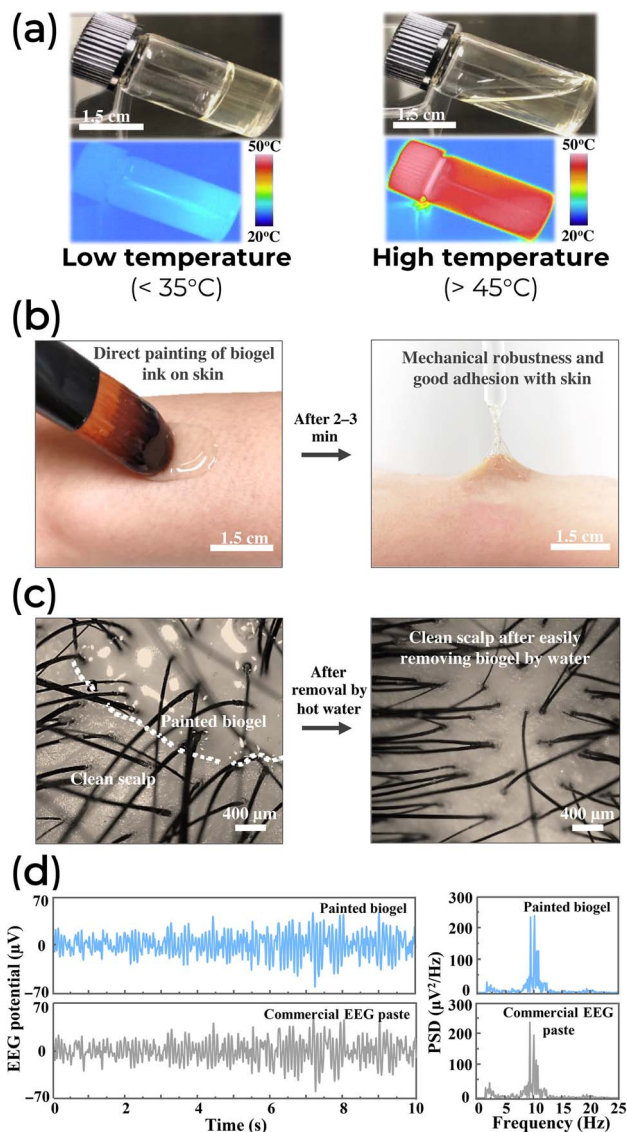 (a)
1.5 cm
1.5 cm
50°C
20°C
50°C
20°C
Low temperature
(< 35°C)
High temperature
(> 45°C)
(b)
Direct painting of biogel
ink on skin
1.5 cm
After 2–3
min
Mechanical robustness and
good adhesion with skin
1.5 cm
(c)
Painted biogel
Clean scalp
400 μm
After
removal by
hot water
Clean scalp after easily
removing biogel by water
400 μm
(d)
EEG potential (μV)
70
0
−70
Painted biogel
70
0
−70
Commercial EEG paste
0 2 4 6 8 10
Time (s)
PSD (μV²/Hz)
300
200
100
0
Painted biogel
300
200
100
0
Commercial EEG
paste
0 5 10 15 20 25
Frequency (Hz)